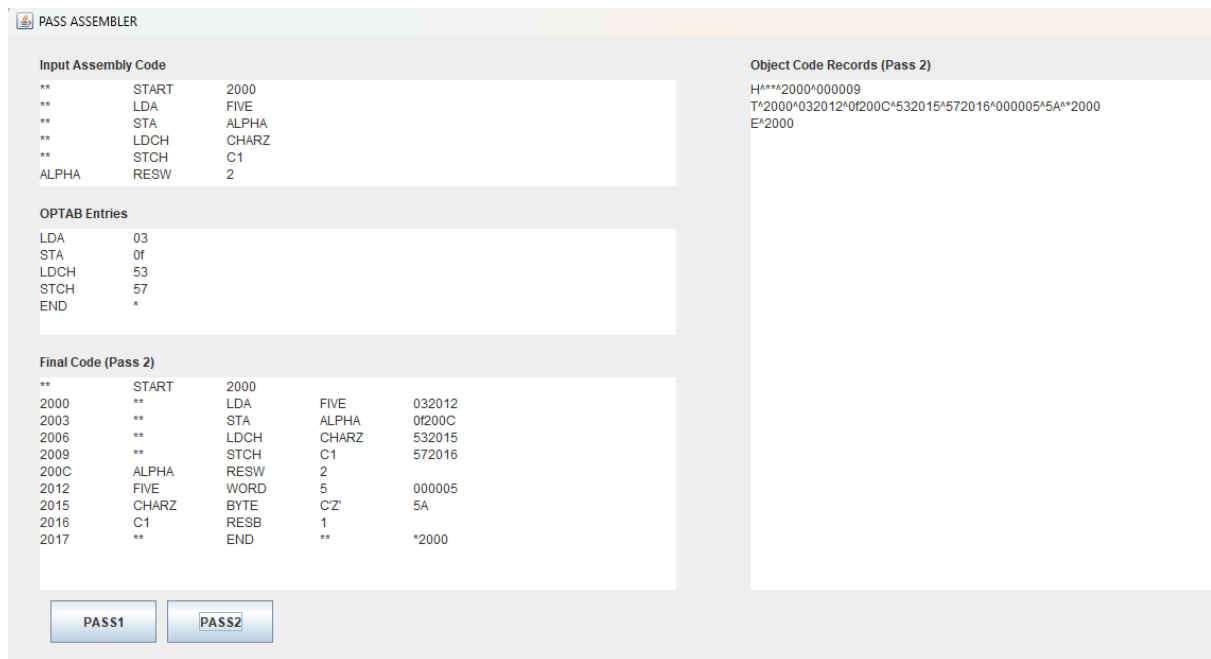 PASS ASSEMBLER
Input Assembly Code
** START 2000
** LDA FIVE
** STA ALPHA
** LDCH CHARZ
** STCH C1
ALPHA RESW 2
OPTAB Entries
LDA 03
STA 0f
LDCH 53
STCH 57
END *
Final Code (Pass 2)
** START 2000
2000 ** LDA FIVE 032012
2003 ** STA ALPHA 0f200C
2006 ** LDCH CHARZ 532015
2009 ** STCH C1 572016
200C ALPHA RESW 2
2012 FIVE WORD 5 000005
2015 CHARZ BYTE C'Z' 5A
2016 C1 RESB 1
2017 ** END ** *2000
PASS1 PASS2
Object Code Records (Pass 2)
H^**^2000^000009
T^2000^032012^0f200C^532015^572016^000005^5A^*2000
E^2000